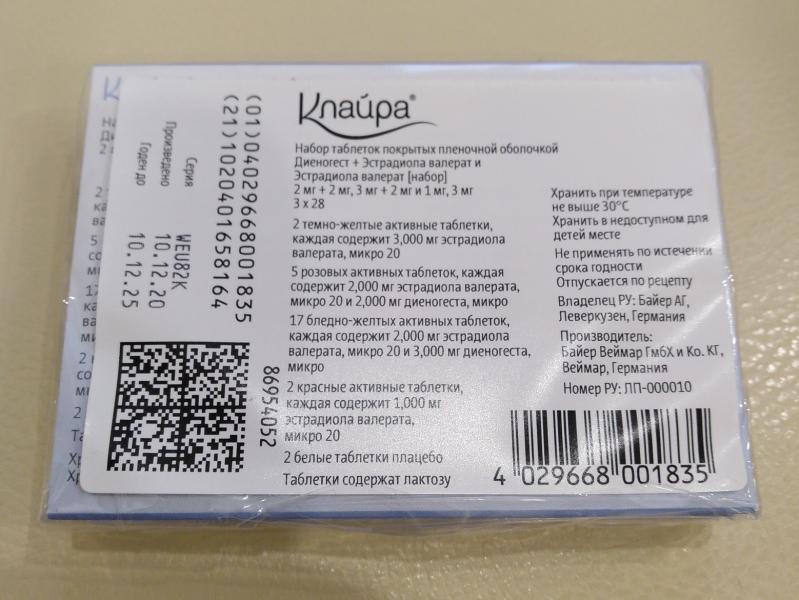 Клайра®
Набор таблеток покрытых пленочной оболочкой
Диеногест + Эстрадиола валерат и
Эстрадиола валерат [набор]
2 мг + 2 мг, 3 мг + 2 мг и 1 мг, 3 мг
3 х 28
2 темно-желтые активные таблетки,
каждая содержит 3,000 мг эстрадиола
валерата, микро 20
5 розовых активных таблеток, каждая
содержит 2,000 мг эстрадиола валерата,
микро 20 и 2,000 мг диеногеста, микро
17 бледно-желтых активных таблеток,
каждая содержит 2,000 мг эстрадиола
валерата, микро 20 и 3,000 мг диеногеста,
микро
2 красные активные таблетки,
каждая содержит 1,000 мг
эстрадиола валерата,
микро 20
2 белые таблетки плацебо
Таблетки содержат лактозу
Хранить при температуре
не выше 30°C
Хранить в недоступном для
детей месте
Не применять по истечении
срока годности
Отпускается по рецепту
Владелец РУ: Байер АГ,
Леверкузен, Германия
Производитель:
Байер Веймар ГмбХ и Ко. КГ,
Веймар, Германия
Номер РУ: ЛП-000010
4 029668 001835
(01)04029668001835
(21)1020401658164
Серия WEU82K
Произведено 10.12.20
Годен до 10.12.25
86954052